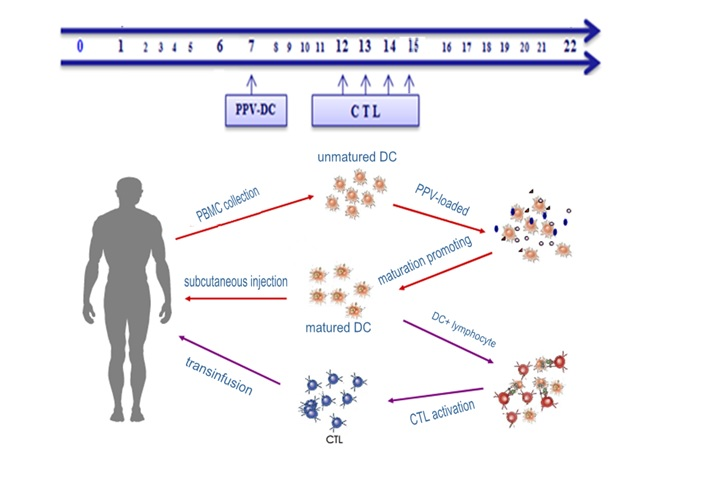 0 1 2 3 4 5 6 7 8 9 10 11 12 13 14 15 16 17 18 19 20 21 22
PPV-DC CTL
unmatured DC
PBMC collection
PPV-loaded
maturation promoting
subcutaneous injection
matured DC
DC+ lymphocyte
transinfusion
CTL activation
CTL